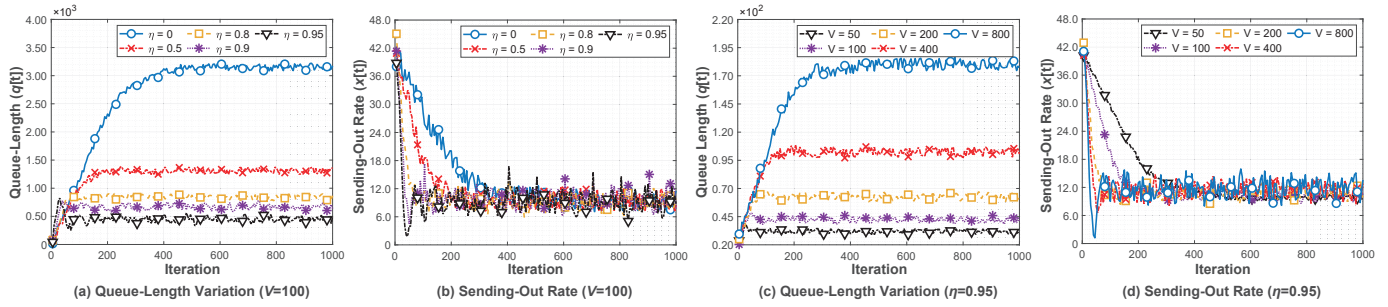 4.00 ×10³
3.50
3.00
2.50
2.00
1.50
1.00
0.50
0
0 200 400 600 800 1000
Queue-Length (q[t])
Iteration
η = 0 η = 0.8 η = 0.95
η = 0.5 η = 0.9
(a) Queue-Length Variation (V=100)
48.0
42.0
36.0
30.0
24.0
18.0
12.0
6.0
0
0 200 400 600 800 1000
Sending-Out Rate (x[t])
Iteration
η = 0 η = 0.8 η = 0.95
η = 0.5 η = 0.9
(b) Sending-Out Rate (V=100)
2.20 ×10²
1.95
1.70
1.45
1.20
0.95
0.70
0.45
0.20
0 200 400 600 800 1000
Queue Length (q[t])
Iteration
V = 50 V = 200 V = 800
V = 100 V = 400
(c) Queue-Length Variation (η=0.95)
48.0
42.0
36.0
30.0
24.0
18.0
12.0
6.0
0
0 200 400 600 800 1000
Sending-Out Rate (x[t])
Iteration
V = 50 V = 200 V = 800
V = 100 V = 400
(d) Sending-Out Rate (η=0.95)